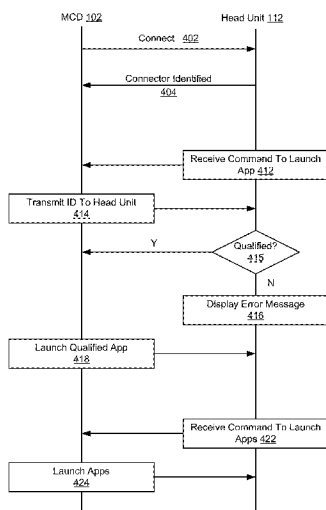 MCD 102
Head Unit 112
Connect 402
Connector Identified
404
Receive Command To Launch
App 412
Transmit ID To Head Unit
414
Qualified?
415
Y
N
Display Error Message
416
Launch Qualified App
418
Receive Command To Launch
Apps 422
Launch Apps
424